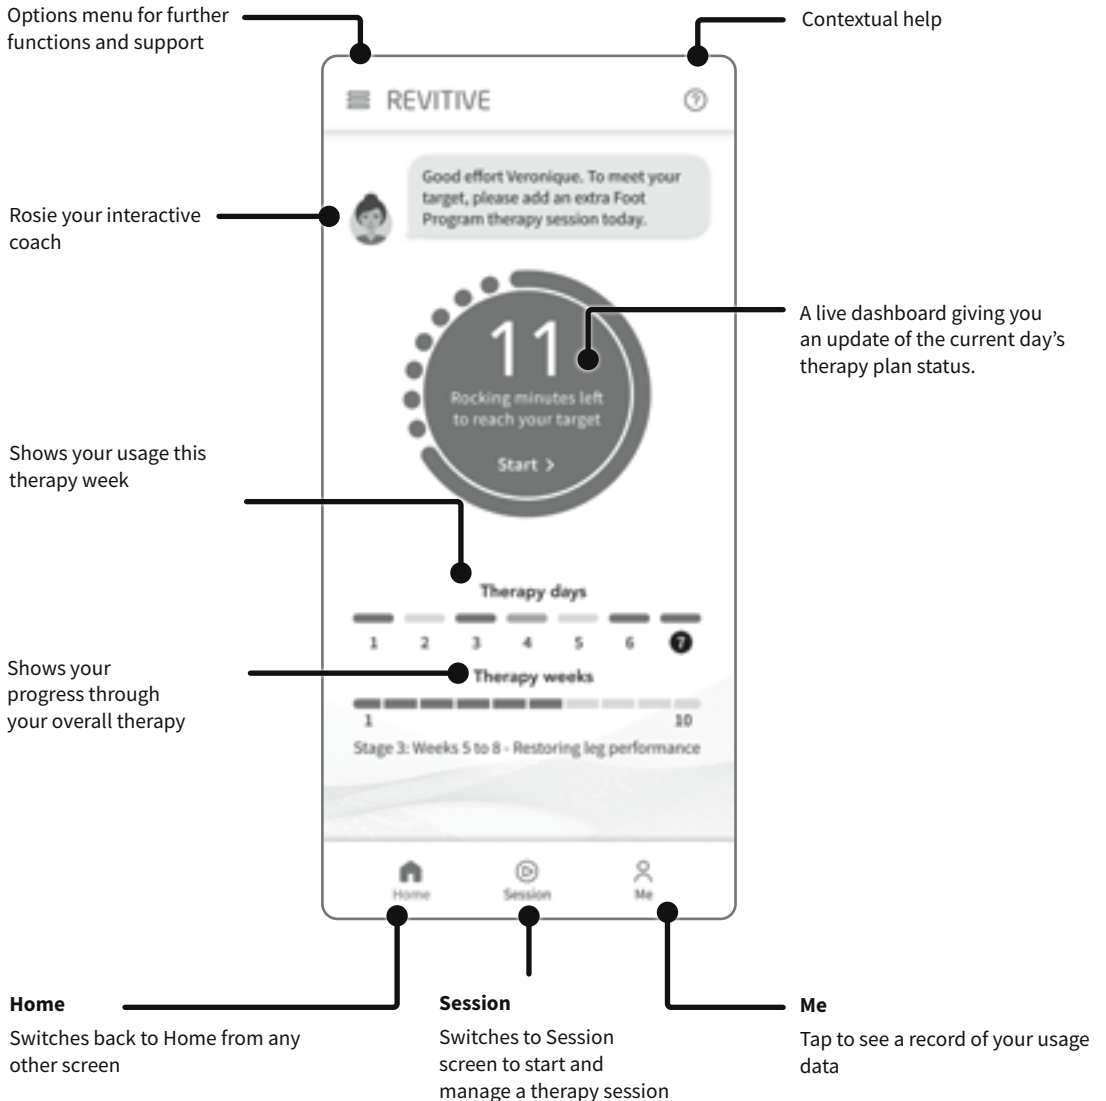 Options menu for further
functions and support
Contextual help
REVITIVE
Good effort Veronique. To meet your
target, please add an extra Foot
Program therapy session today.
Rosie your interactive
coach
A live dashboard giving you
an update of the current day’s
therapy plan status.
11
Rocking minutes left
to reach your target
Start >
Shows your usage this
therapy week
Therapy days
1 2 3 4 5 6 7
Shows your
progress through
your overall therapy
Therapy weeks
1 10
Stage 3: Weeks 5 to 8 - Restoring leg performance
Home Session Me
Home
Switches back to Home from any
other screen
Session
Switches to Session
screen to start and
manage a therapy session
Me
Tap to see a record of your usage
data